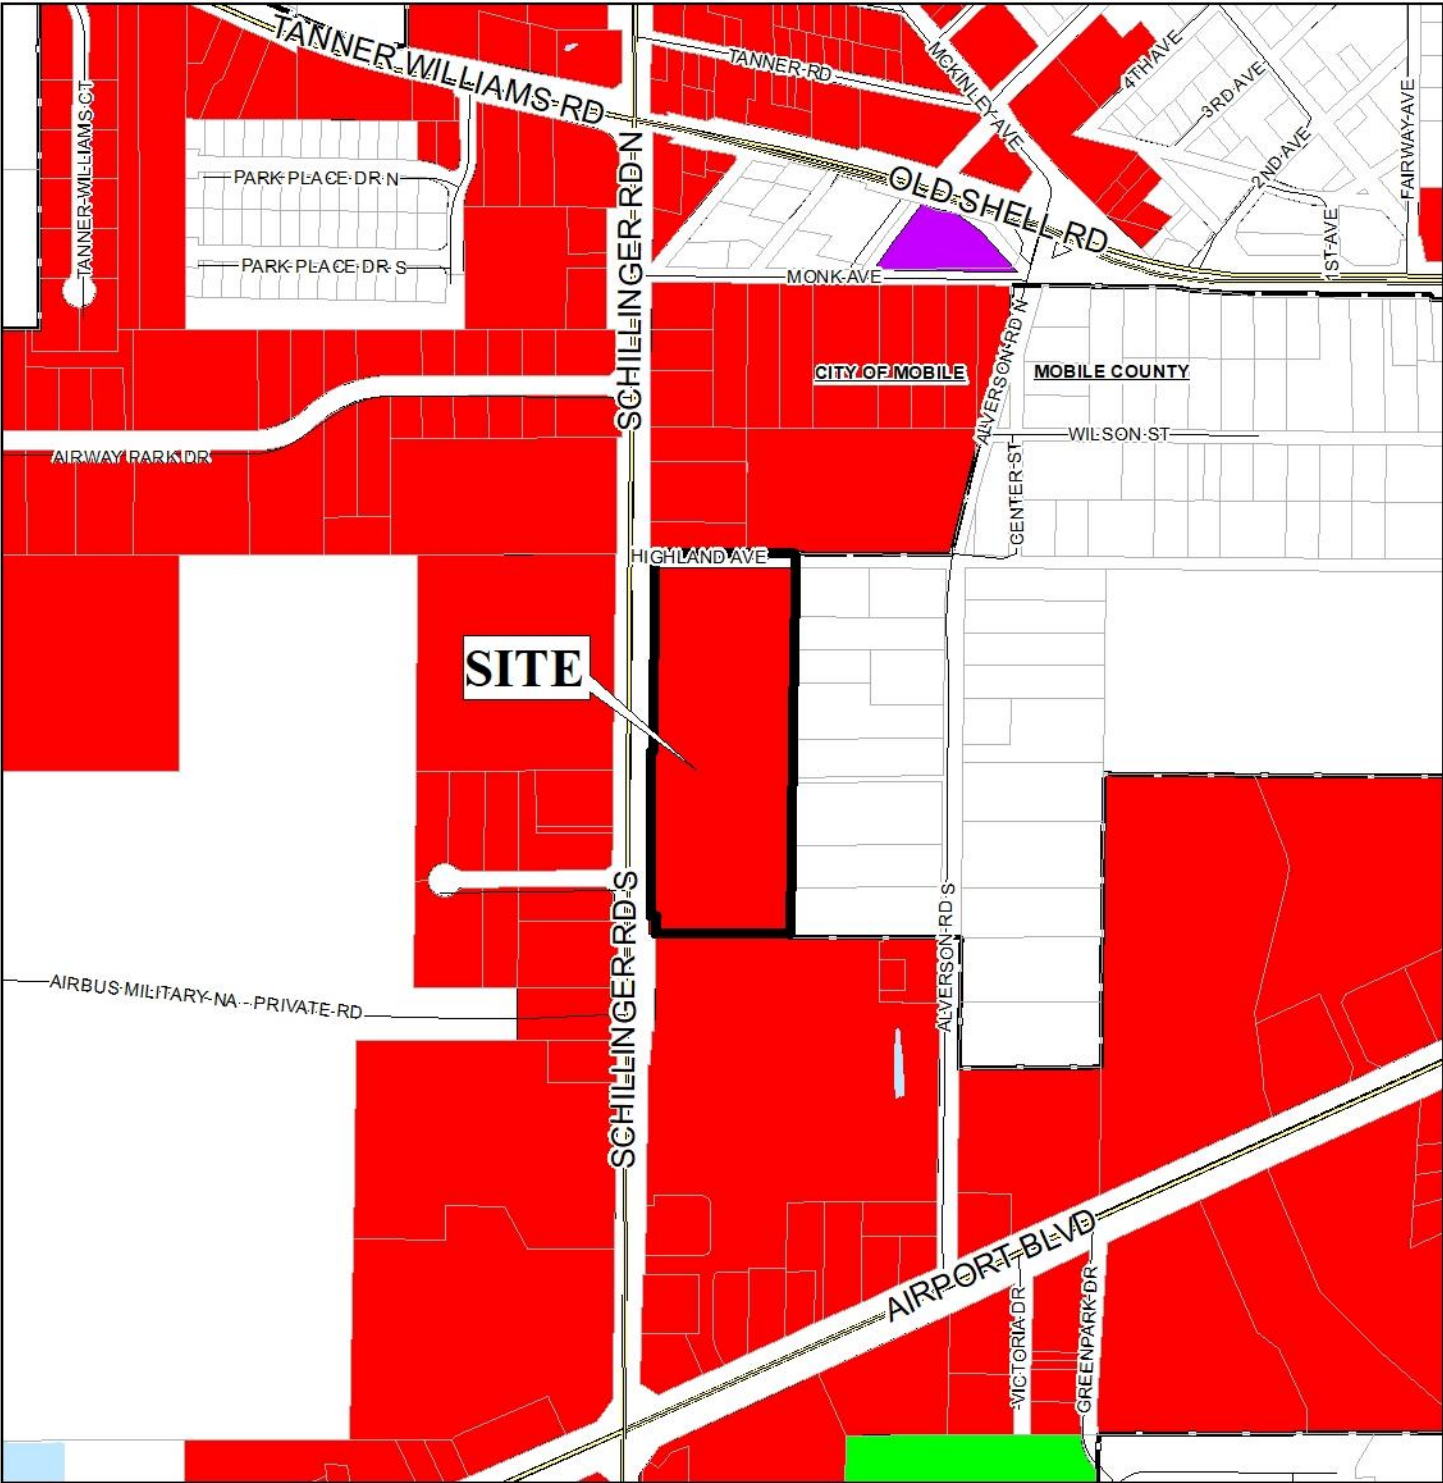 TANNER WILLIAMS RD
TANNER-RD
MCKINLEY-AVE
4TH AVE
3RD AVE
2ND AVE
FAIRWAY-AVE
TANNER-WILLIAMS-CT
PARK-PLACE-DR-N
SCHILLINGER-RD-N
OLD SHELL RD
1ST-AVE
PARK-PLACE-DR-S
MONK-AVE
CITY OF MOBILE
MOBILE COUNTY
ALVERSON-RD N
AIRWAY PARK DR
WILSON-ST
CENTER-ST
HIGHLAND AVE
SITE
SCHILLINGER-RD-S
ALVERSON-RD-S
AIRBUS-MILITARY-NA--PRIVATE-RD
AIRPORT-BLVD
VICTORIA DR
GREENPARK-DR